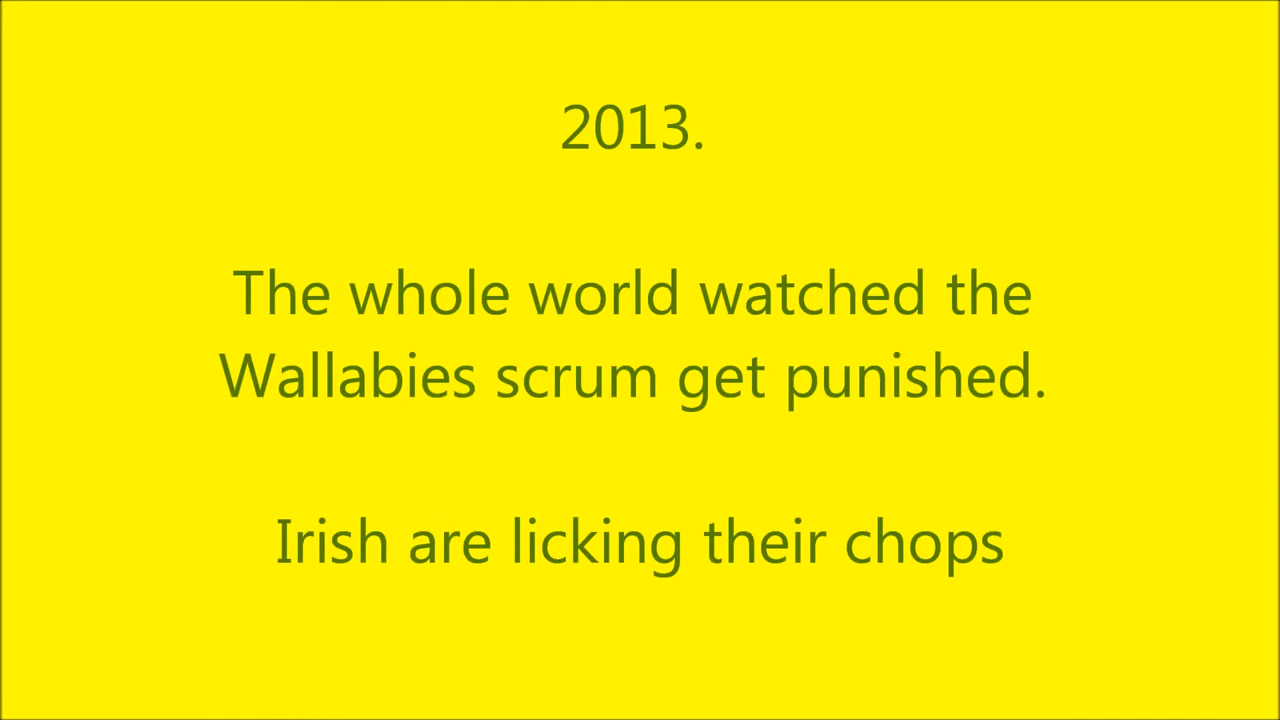 2013.
The whole world watched the
Wallabies scrum get punished.
Irish are licking their chops